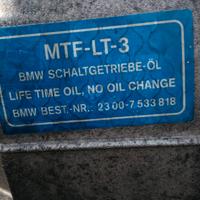 MTF-LT-3
BMW SCHALTGETRIEBE-ÖL
LIFE TIME OIL, NO OIL CHANGE
BMW BEST.-NR.: 23 00-7 533 818